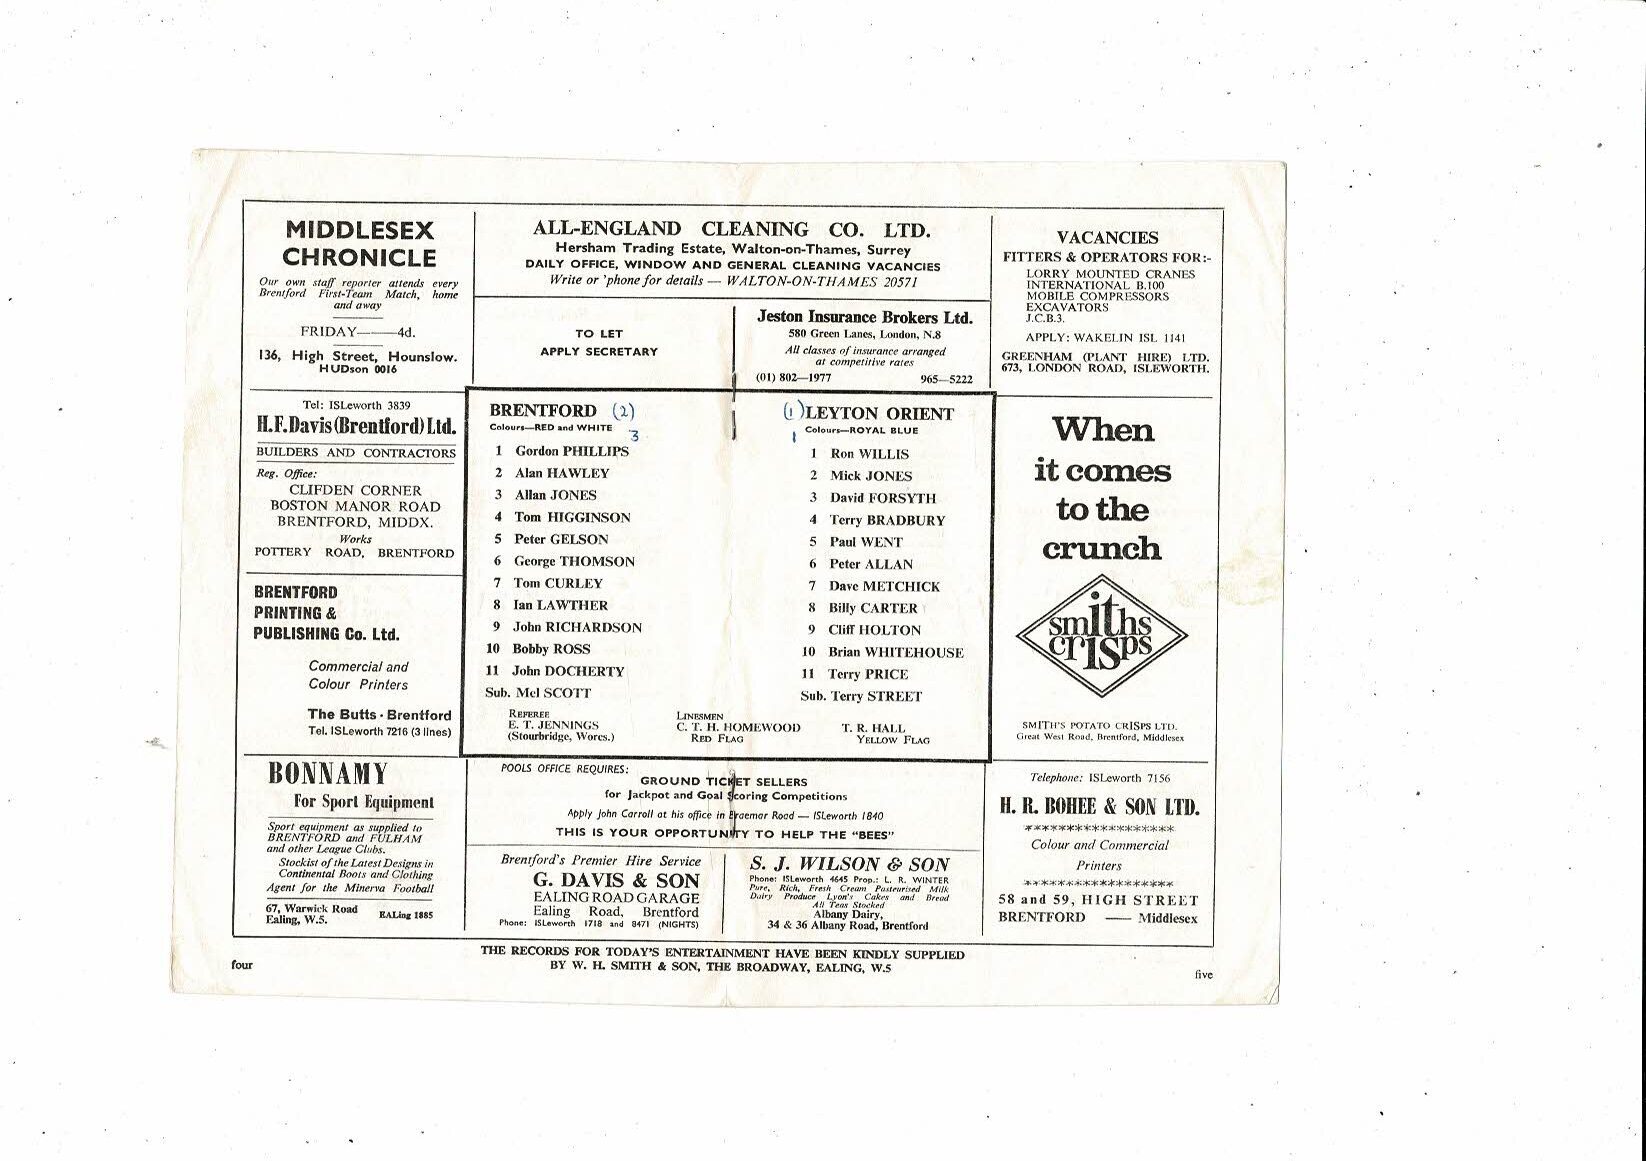 MIDDLESEX
CHRONICLE
Our own staff reporter attends every
Brentford First-Team Match, home
and away
FRIDAY——4d.
136, High Street, Hounslow.
HUDson 0016
ALL-ENGLAND CLEANING CO. LTD.
Hersham Trading Estate, Walton-on-Thames, Surrey
DAILY OFFICE, WINDOW AND GENERAL CLEANING VACANCIES
Write or 'phone for details — WALTON-ON-THAMES 20571
TO LET
APPLY SECRETARY
Jeston Insurance Brokers Ltd.
580 Green Lanes, London, N.8
All classes of insurance arranged
at competitive rates
(01) 802—1977 965—5222
VACANCIES
FITTERS & OPERATORS FOR:-
LORRY MOUNTED CRANES
INTERNATIONAL B.100
MOBILE COMPRESSORS
EXCAVATORS
J.C.B.3.
APPLY: WAKELIN ISL 1141
GREENHAM (PLANT HIRE) LTD.
673, LONDON ROAD, ISLEWORTH.
Tel: ISLeworth 3839
H.F.Davis (Brentford) Ltd.
BUILDERS AND CONTRACTORS
Reg. Office:
CLIFDEN CORNER
BOSTON MANOR ROAD
BRENTFORD, MIDDX.
Works
POTTERY ROAD, BRENTFORD
BRENTFORD
PRINTING &
PUBLISHING Co. Ltd.
Commercial and
Colour Printers
The Butts · Brentford
Tel. ISLeworth 7216 (3 lines)
BRENTFORD (2)
Colours—RED and WHITE 3
1 Gordon PHILLIPS
2 Alan HAWLEY
3 Allan JONES
4 Tom HIGGINSON
5 Peter GELSON
6 George THOMSON
7 Tom CURLEY
8 Ian LAWTHER
9 John RICHARDSON
10 Bobby ROSS
11 John DOCHERTY
Sub. Mel SCOTT
(1) LEYTON ORIENT
1 Colours—ROYAL BLUE
1 Ron WILLIS
2 Mick JONES
3 David FORSYTH
4 Terry BRADBURY
5 Paul WENT
6 Peter ALLAN
7 Dave METCHICK
8 Billy CARTER
9 Cliff HOLTON
10 Brian WHITEHOUSE
11 Terry PRICE
Sub. Terry STREET
REFEREE
E. T. JENNINGS
(Stourbridge, Worcs.)
LINESMEN
C. T. H. HOMEWOOD T. R. HALL
RED FLAG YELLOW FLAG
When
it comes
to the
crunch
smiths
crisps
SMITH'S POTATO CRISPS LTD.
Great West Road, Brentford, Middlesex
BONNAMY
For Sport Equipment
Sport equipment as supplied to
BRENTFORD and FULHAM
and other League Clubs.
Stockist of the Latest Designs in
Continental Boots and Clothing
Agent for the Minerva Football
67, Warwick Road
Ealing, W.5. EALing 1885
POOLS OFFICE REQUIRES:
GROUND TICKET SELLERS
for Jackpot and Goal Scoring Competitions
Apply John Carroll at his office in Braemar Road — ISLeworth 1840
THIS IS YOUR OPPORTUNITY TO HELP THE "BEES"
Brentford's Premier Hire Service
G. DAVIS & SON
EALING ROAD GARAGE
Ealing Road, Brentford
Phone: ISLeworth 1718 and 8471 (NIGHTS)
S. J. WILSON & SON
Phone: ISLeworth 4645 Prop.: L. R. WINTER
Pure, Rich, Fresh Cream Pasteurised Milk
Dairy Produce Lyon's Cakes and Bread
All Teas Stocked
Albany Dairy,
34 & 36 Albany Road, Brentford
Telephone: ISLeworth 7156
H. R. BOHEE & SON LTD.
******************
Colour and Commercial
Printers
******************
58 and 59, HIGH STREET
BRENTFORD —— Middlesex
THE RECORDS FOR TODAY'S ENTERTAINMENT HAVE BEEN KINDLY SUPPLIED
BY W. H. SMITH & SON, THE BROADWAY, EALING, W.5
four
five